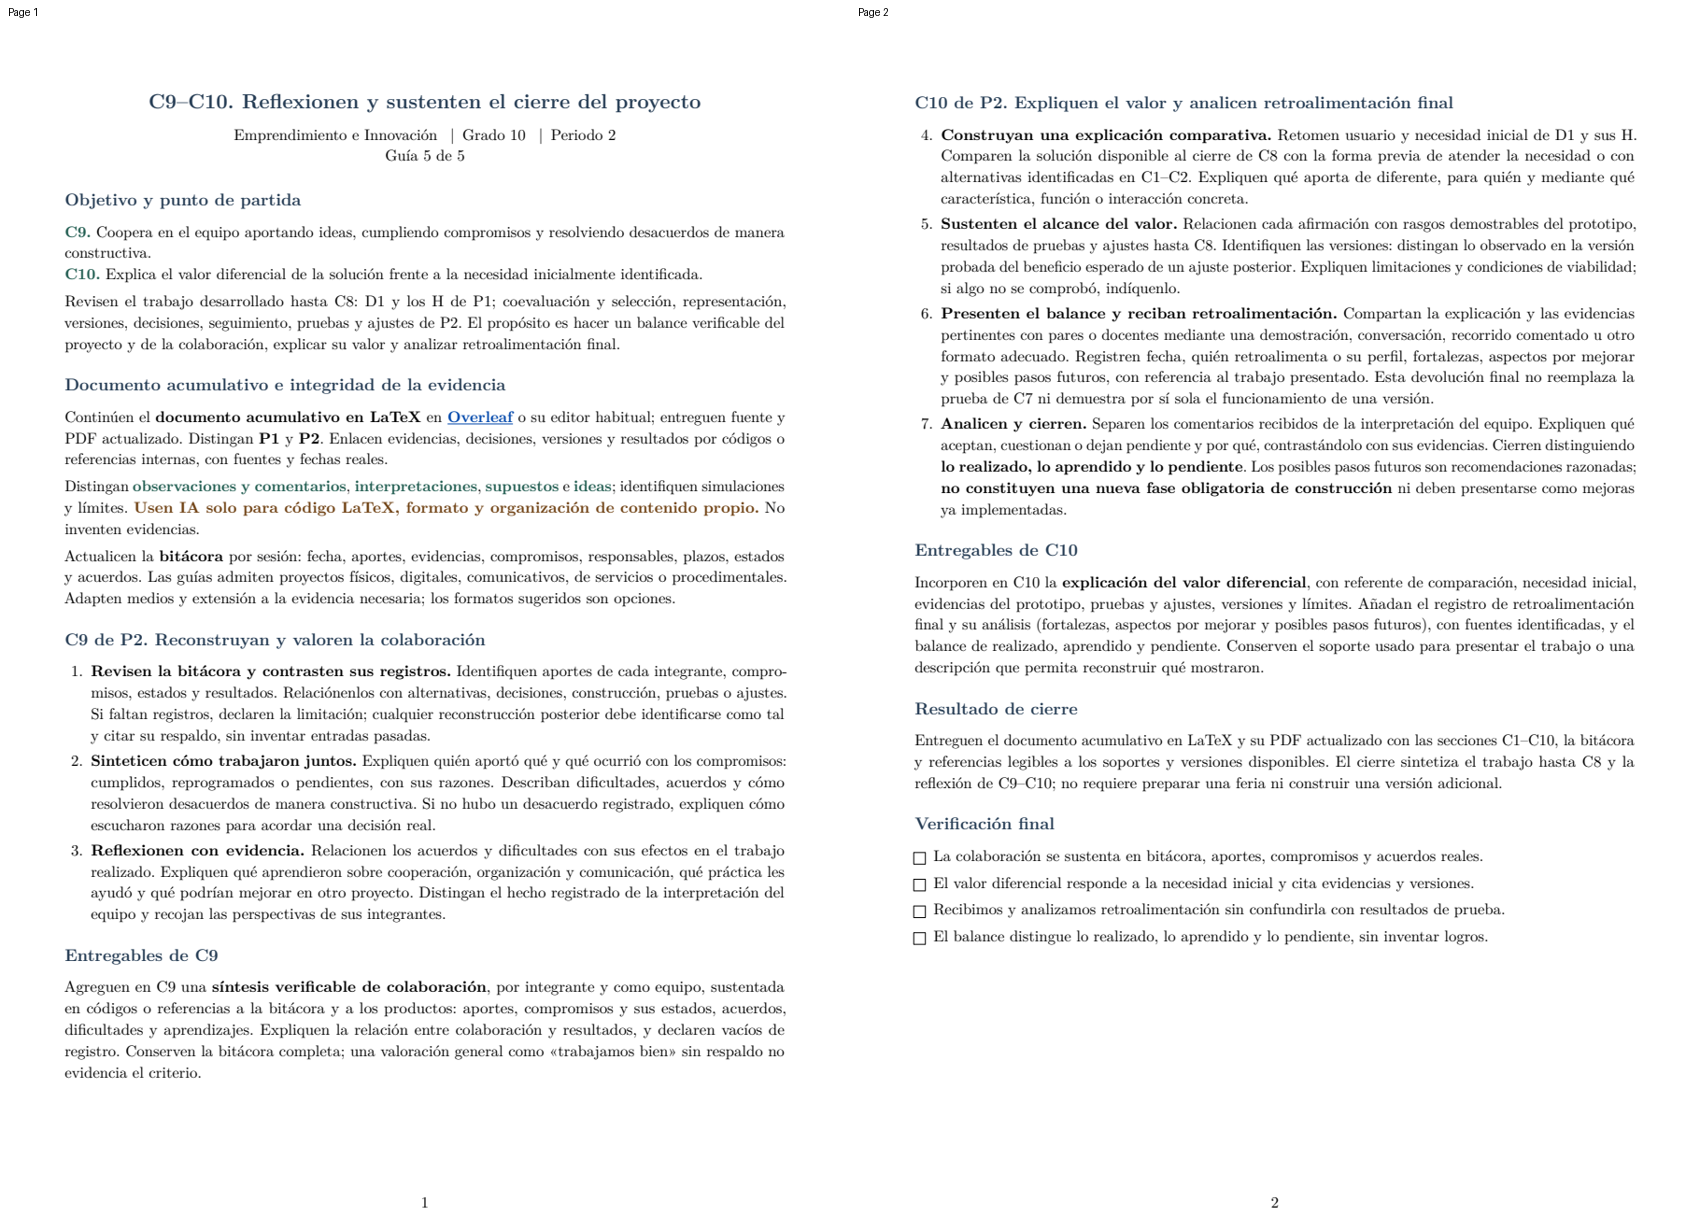 Page 1
C9–C10. Reflexionen y sustenten el cierre del proyecto
Emprendimiento e Innovación | Grado 10 | Periodo 2
Guía 5 de 5
Objetivo y punto de partida
C9. Coopera en el equipo aportando ideas, cumpliendo compromisos y resolviendo desacuerdos de manera
constructiva.
C10. Explica el valor diferencial de la solución frente a la necesidad inicialmente identificada.
Revisen el trabajo desarrollado hasta C8: D1 y los H de P1; coevaluación y selección, representación,
versiones, decisiones, seguimiento, pruebas y ajustes de P2. El propósito es hacer un balance verificable del
proyecto y de la colaboración, explicar su valor y analizar retroalimentación final.
Documento acumulativo e integridad de la evidencia
Continúen el documento acumulativo en LaTeX en Overleaf o su editor habitual; entreguen fuente y
PDF actualizado. Distingan P1 y P2. Enlacen evidencias, decisiones, versiones y resultados por códigos o
referencias internas, con fuentes y fechas reales.
Distingan observaciones y comentarios, interpretaciones, supuestos e ideas; identifiquen simulaciones
y límites. Usen IA solo para código LaTeX, formato y organización de contenido propio. No
inventen evidencias.
Actualicen la bitácora por sesión: fecha, aportes, evidencias, compromisos, responsables, plazos, estados
y acuerdos. Las guías admiten proyectos físicos, digitales, comunicativos, de servicios o procedimentales.
Adapten medios y extensión a la evidencia necesaria; los formatos sugeridos son opciones.
C9 de P2. Reconstruyan y valoren la colaboración
1. Revisen la bitácora y contrasten sus registros. Identifiquen aportes de cada integrante, compro-
misos, estados y resultados. Relaciónenlos con alternativas, decisiones, construcción, pruebas o ajustes.
Si faltan registros, declaren la limitación; cualquier reconstrucción posterior debe identificarse como tal
y citar su respaldo, sin inventar entradas pasadas.
2. Sinteticen cómo trabajaron juntos. Expliquen quién aportó qué y qué ocurrió con los compromisos:
cumplidos, reprogramados o pendientes, con sus razones. Describan dificultades, acuerdos y cómo
resolvieron desacuerdos de manera constructiva. Si no hubo un desacuerdo registrado, expliquen cómo
escucharon razones para acordar una decisión real.
3. Reflexionen con evidencia. Relacionen los acuerdos y dificultades con sus efectos en el trabajo
realizado. Expliquen qué aprendieron sobre cooperación, organización y comunicación, qué práctica les
ayudó y qué podrían mejorar en otro proyecto. Distingan el hecho registrado de la interpretación del
equipo y recojan las perspectivas de sus integrantes.
Entregables de C9
Agreguen en C9 una síntesis verificable de colaboración, por integrante y como equipo, sustentada
en códigos o referencias a la bitácora y a los productos: aportes, compromisos y sus estados, acuerdos,
dificultades y aprendizajes. Expliquen la relación entre colaboración y resultados, y declaren vacíos de
registro. Conserven la bitácora completa; una valoración general como «trabajamos bien» sin respaldo no
evidencia el criterio.
1
Page 2
C10 de P2. Expliquen el valor y analicen retroalimentación final
4. Construyan una explicación comparativa. Retomen usuario y necesidad inicial de D1 y sus H.
Comparen la solución disponible al cierre de C8 con la forma previa de atender la necesidad o con
alternativas identificadas en C1–C2. Expliquen qué aporta de diferente, para quién y mediante qué
característica, función o interacción concreta.
5. Sustenten el alcance del valor. Relacionen cada afirmación con rasgos demostrables del prototipo,
resultados de pruebas y ajustes hasta C8. Identifiquen las versiones: distingan lo observado en la versión
probada del beneficio esperado de un ajuste posterior. Expliquen limitaciones y condiciones de viabilidad;
si algo no se comprobó, indíquenlo.
6. Presenten el balance y reciban retroalimentación. Compartan la explicación y las evidencias
pertinentes con pares o docentes mediante una demostración, conversación, recorrido comentado u otro
formato adecuado. Registren fecha, quién retroalimenta o su perfil, fortalezas, aspectos por mejorar
y posibles pasos futuros, con referencia al trabajo presentado. Esta devolución final no reemplaza la
prueba de C7 ni demuestra por sí sola el funcionamiento de una versión.
7. Analicen y cierren. Separen los comentarios recibidos de la interpretación del equipo. Expliquen qué
aceptan, cuestionan o dejan pendiente y por qué, contrastándolo con sus evidencias. Cierren distinguiendo
lo realizado, lo aprendido y lo pendiente. Los posibles pasos futuros son recomendaciones razonadas;
no constituyen una nueva fase obligatoria de construcción ni deben presentarse como mejoras
ya implementadas.
Entregables de C10
Incorporen en C10 la explicación del valor diferencial, con referente de comparación, necesidad inicial,
evidencias del prototipo, pruebas y ajustes, versiones y límites. Añadan el registro de retroalimentación
final y su análisis (fortalezas, aspectos por mejorar y posibles pasos futuros), con fuentes identificadas, y el
balance de realizado, aprendido y pendiente. Conserven el soporte usado para presentar el trabajo o una
descripción que permita reconstruir qué mostraron.
Resultado de cierre
Entreguen el documento acumulativo en LaTeX y su PDF actualizado con las secciones C1–C10, la bitácora
y referencias legibles a los soportes y versiones disponibles. El cierre sintetiza el trabajo hasta C8 y la
reflexión de C9–C10; no requiere preparar una feria ni construir una versión adicional.
Verificación final
□ La colaboración se sustenta en bitácora, aportes, compromisos y acuerdos reales.
□ El valor diferencial responde a la necesidad inicial y cita evidencias y versiones.
□ Recibimos y analizamos retroalimentación sin confundirla con resultados de prueba.
□ El balance distingue lo realizado, lo aprendido y lo pendiente, sin inventar logros.
2